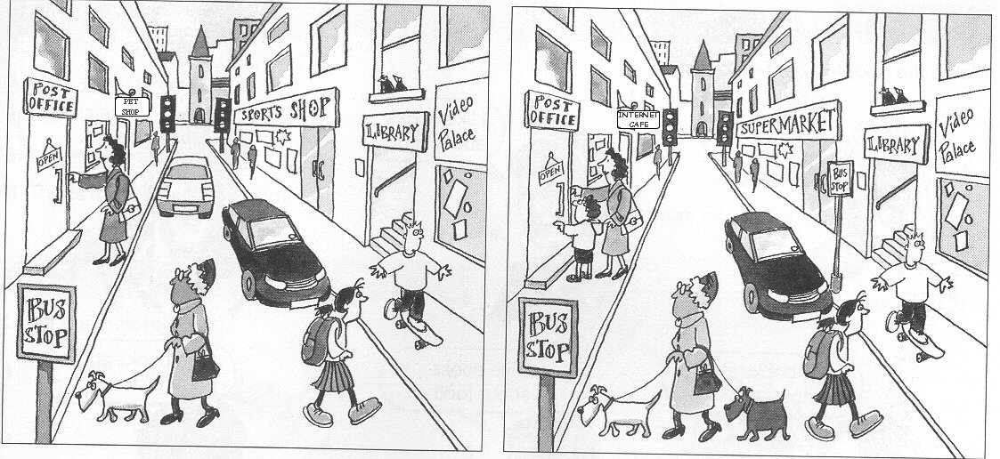 POST
OFFICE
PET
SHOP
SPORTS SHOP
LIBRARY
Video
Palace
OPEN
BUS
STOP
POST
OFFICE
INTERNET
CAFE
SUPERMARKET
LIBRARY
Video
Palace
OPEN
BUS
STOP
BUS
STOP